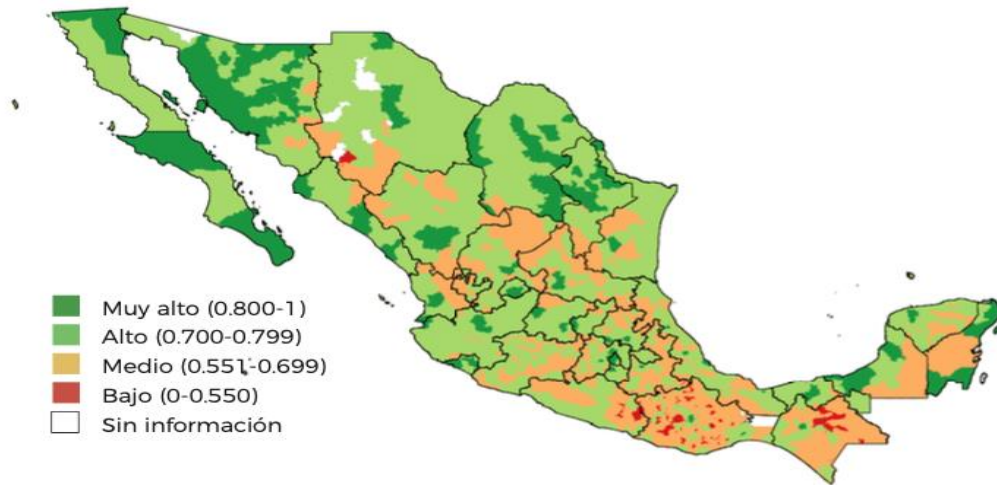 Muy alto (0.800-1)
Alto (0.700-0.799)
Medio (0.551-0.699)
Bajo (0-0.550)
Sin información